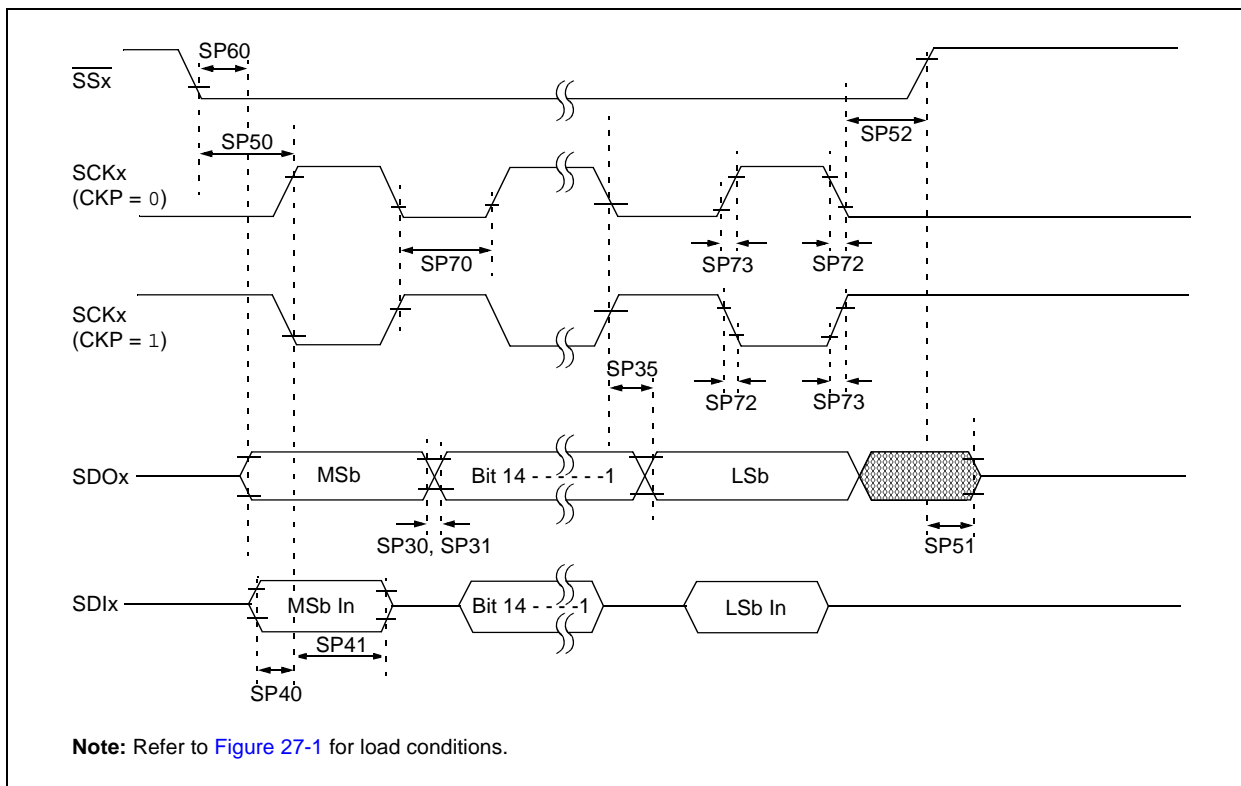 SP60
SSx
SP50
SP52
SCKx
(CKP = 0)
SP70
SP73
SP72
SCKx
(CKP = 1)
SP35
SP72
SP73
SDOx
MSb
Bit 14 - - - - - -1
LSb
SP30, SP31
SP51
SDIx
MSb In
Bit 14 - - - -1
LSb In
SP41
SP40
Note: Refer to Figure 27-1 for load conditions.